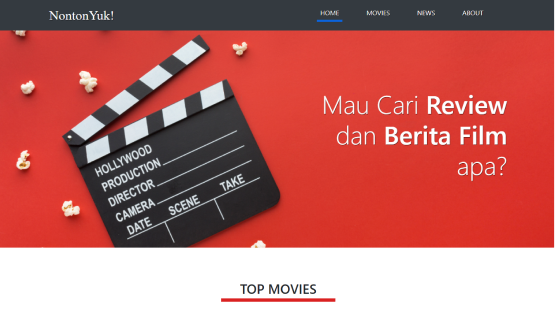 NontonYuk!
HOME MOVIES NEWS ABOUT
Mau Cari Review
dan Berita Film
apa?
HOLLYWOOD
PRODUCTION
DIRECTOR
CAMERA
DATE SCENE TAKE
TOP MOVIES